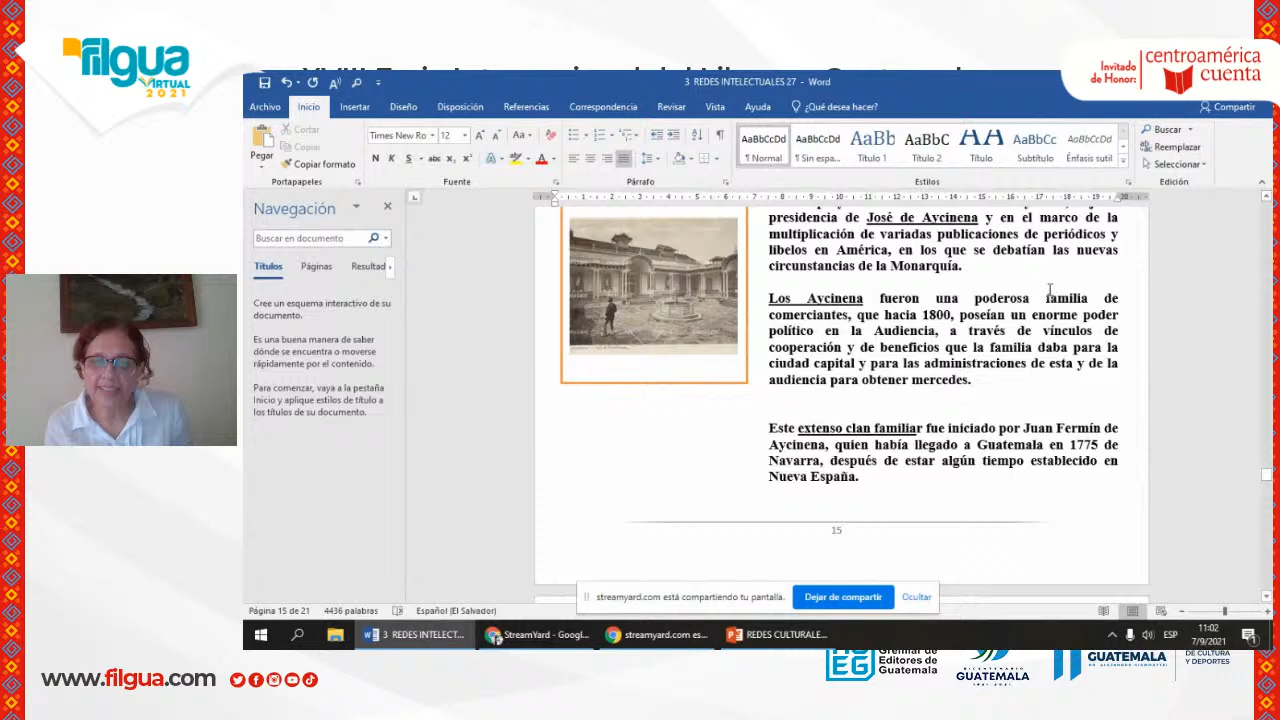 filgua
VIRTUAL
2021
Invitado
de Honor:
centroamérica
cuenta
3 REDES INTELECTUALES 27 - Word
Archivo Inicio Insertar Diseño Disposición Referencias Correspondencia Revisar Vista Ayuda ¿Qué desea hacer? Compartir
Pegar
Cortar
Copiar
Copiar formato
Portapapeles
Times New Ro 12
N K S abc x₂ x²
Fuente
Párrafo
AaBbCcDd AaBbCcDd AaBb AaBbC AA AaBbCc AaBbCcDd
¶ Normal ¶ Sin espa... Título 1 Título 2 Título Subtítulo Énfasis sutil
Estilos
Buscar
Reemplazar
Seleccionar
Edición
Navegación
Buscar en documento
Títulos Páginas Resultad
Cree un esquema interactivo de su
documento.
Es una buena manera de saber
dónde se encuentra o moverse
rápidamente por el contenido.
Para comenzar, vaya a la pestaña
Inicio y aplique estilos de título a
los títulos de su documento.
presidencia de José de Aycinena y en el marco de la
multiplicación de variadas publicaciones de periódicos y
libelos en América, en los que se debatían las nuevas
circunstancias de la Monarquía.
Los Aycinena fueron una poderosa familia de
comerciantes, que hacia 1800, poseían un enorme poder
político en la Audiencia, a través de vínculos de
cooperación y de beneficios que la familia daba para la
ciudad capital y para las administraciones de esta y de la
audiencia para obtener mercedes.
Este extenso clan familiar fue iniciado por Juan Fermín de
Aycinena, quien había llegado a Guatemala en 1775 de
Navarra, después de estar algún tiempo establecido en
Nueva España.
15
streamyard.com está compartiendo tu pantalla. Dejar de compartir Ocultar
Página 15 de 21 4436 palabras Español (El Salvador)
3 REDES INTELECT... StreamYard - Googl... streamyard.com es... REDES CULTURALE...
ESP
11:02
7/9/2021
www.filgua.com
Gremial de
Editores de
Guatemala
BICENTENARIO
GUATEMALA
GUATEMALA
DE CULTURA
Y DEPORTES